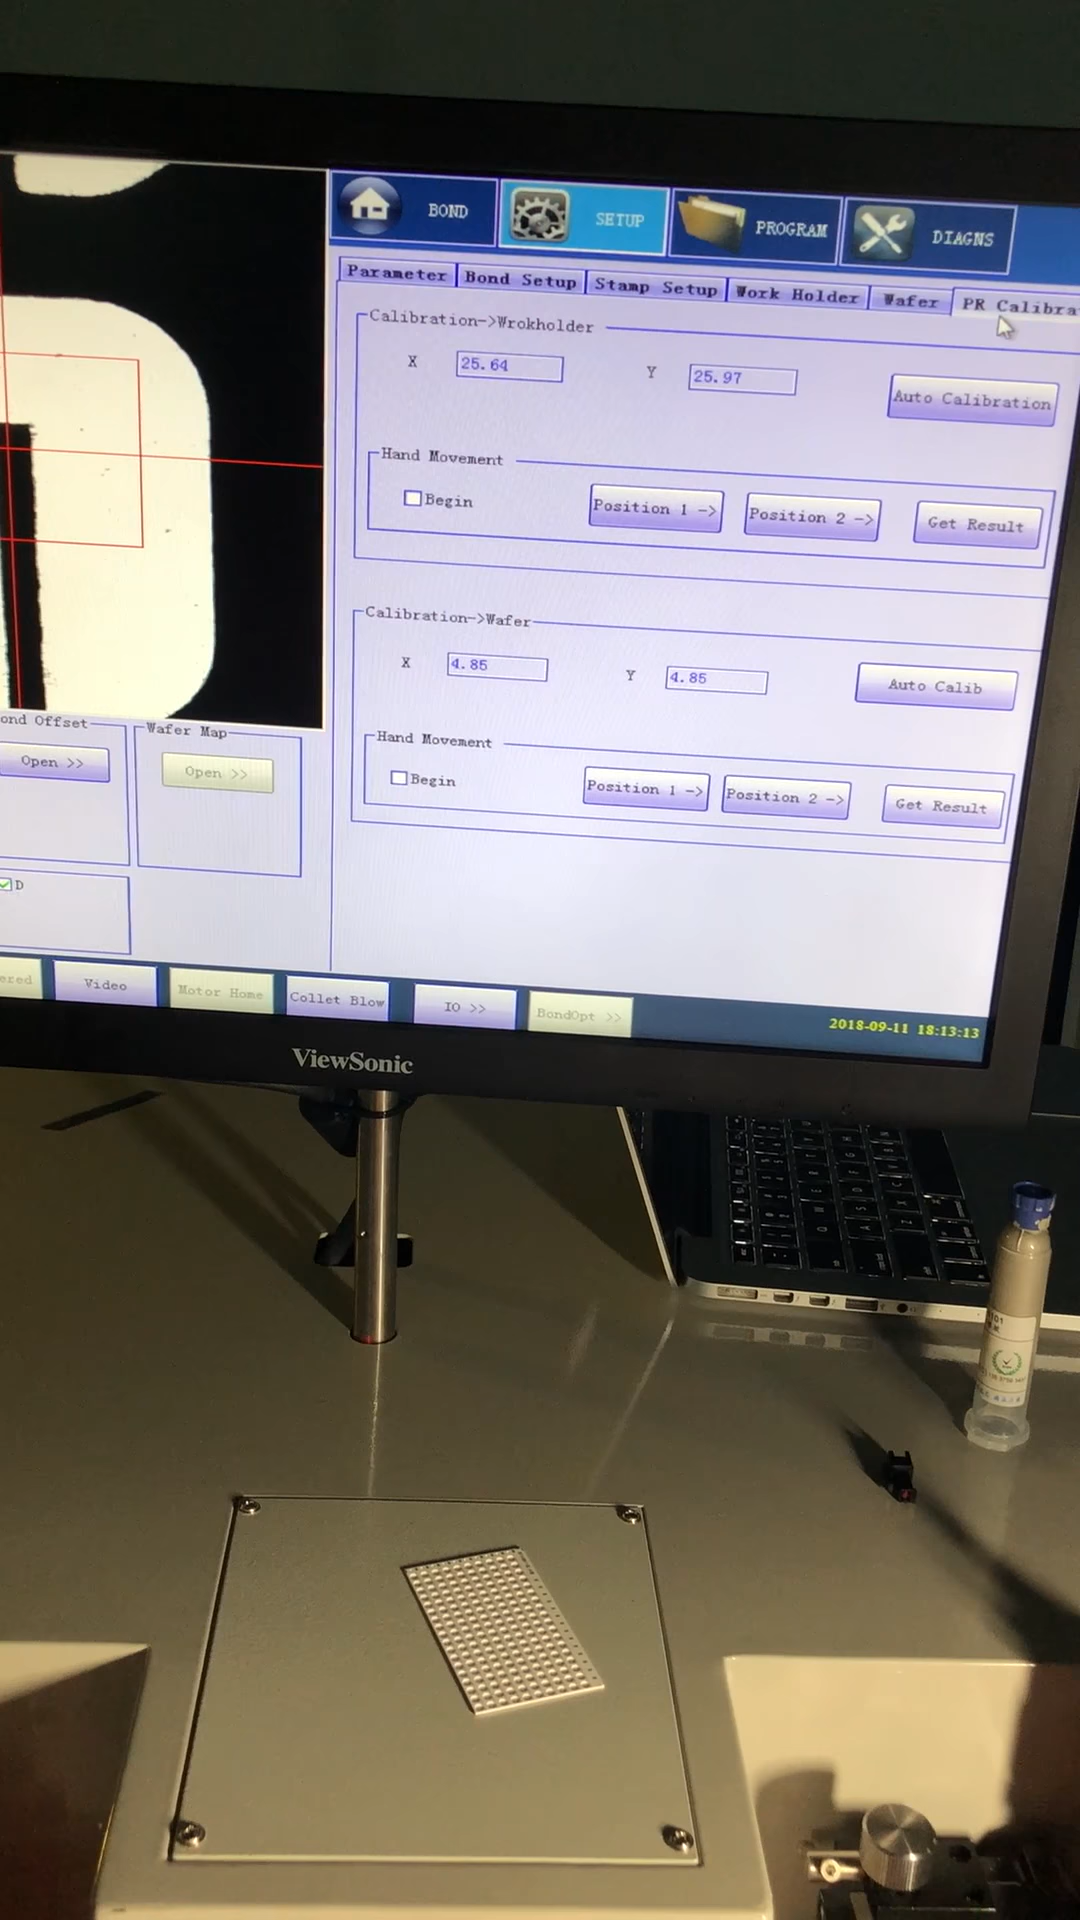 BOND
SETUP
PROGRAM
DIAGNS
Parameter
Bond Setup
Stamp Setup
Work Holder
Wafer
PR Calibra
Calibration->Wrokholder
X
25.64
Y
25.97
Auto Calibration
Hand Movement
Begin
Position 1 ->
Position 2 ->
Get Result
Calibration->Wafer
X
4.85
Y
4.85
Auto Calib
Hand Movement
Begin
Position 1 ->
Position 2 ->
Get Result
ond Offset
Open >>
Wafer Map
Open >>
D
ered
Video
Motor Home
Collet Blow
IO >>
BondOpt >>
2018-09-11 18:13:13
ViewSonic